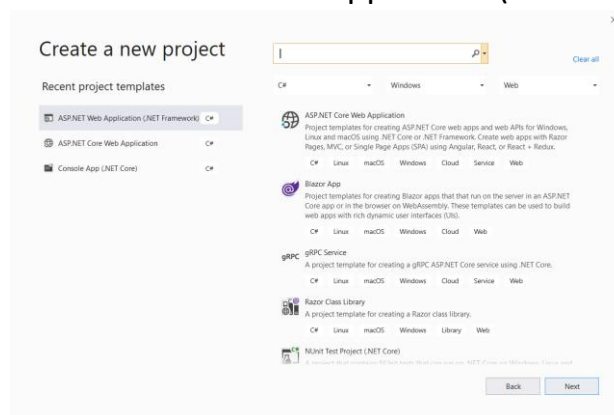 Create a new project
Clear all
Recent project templates
C#
Windows
Web
ASP.NET Web Application (.NET Framework)
C#
ASP.NET Core Web Application
C#
Console App (.NET Core)
C#
ASP.NET Core Web Application
Project templates for creating ASP.NET Core web apps and web APIs for Windows,
Linux and macOS using .NET Core or .NET Framework. Create web apps with Razor
Pages, MVC, or Single Page Apps (SPA) using Angular, React, or React + Redux.
C# Linux macOS Windows Cloud Service Web
Blazor App
Project templates for creating Blazor apps that that run on the server in an ASP.NET
Core app or in the browser on WebAssembly. These templates can be used to build
web apps with rich dynamic user interfaces (UIs).
C# Linux macOS Windows Cloud Web
gRPC
gRPC Service
A project template for creating a gRPC ASP.NET Core service using .NET Core.
C# Linux macOS Windows Cloud Service Web
Razor Class Library
A project template for creating a Razor class library.
C# Linux macOS Windows Library Web
NUnit Test Project (.NET Core)
Back
Next